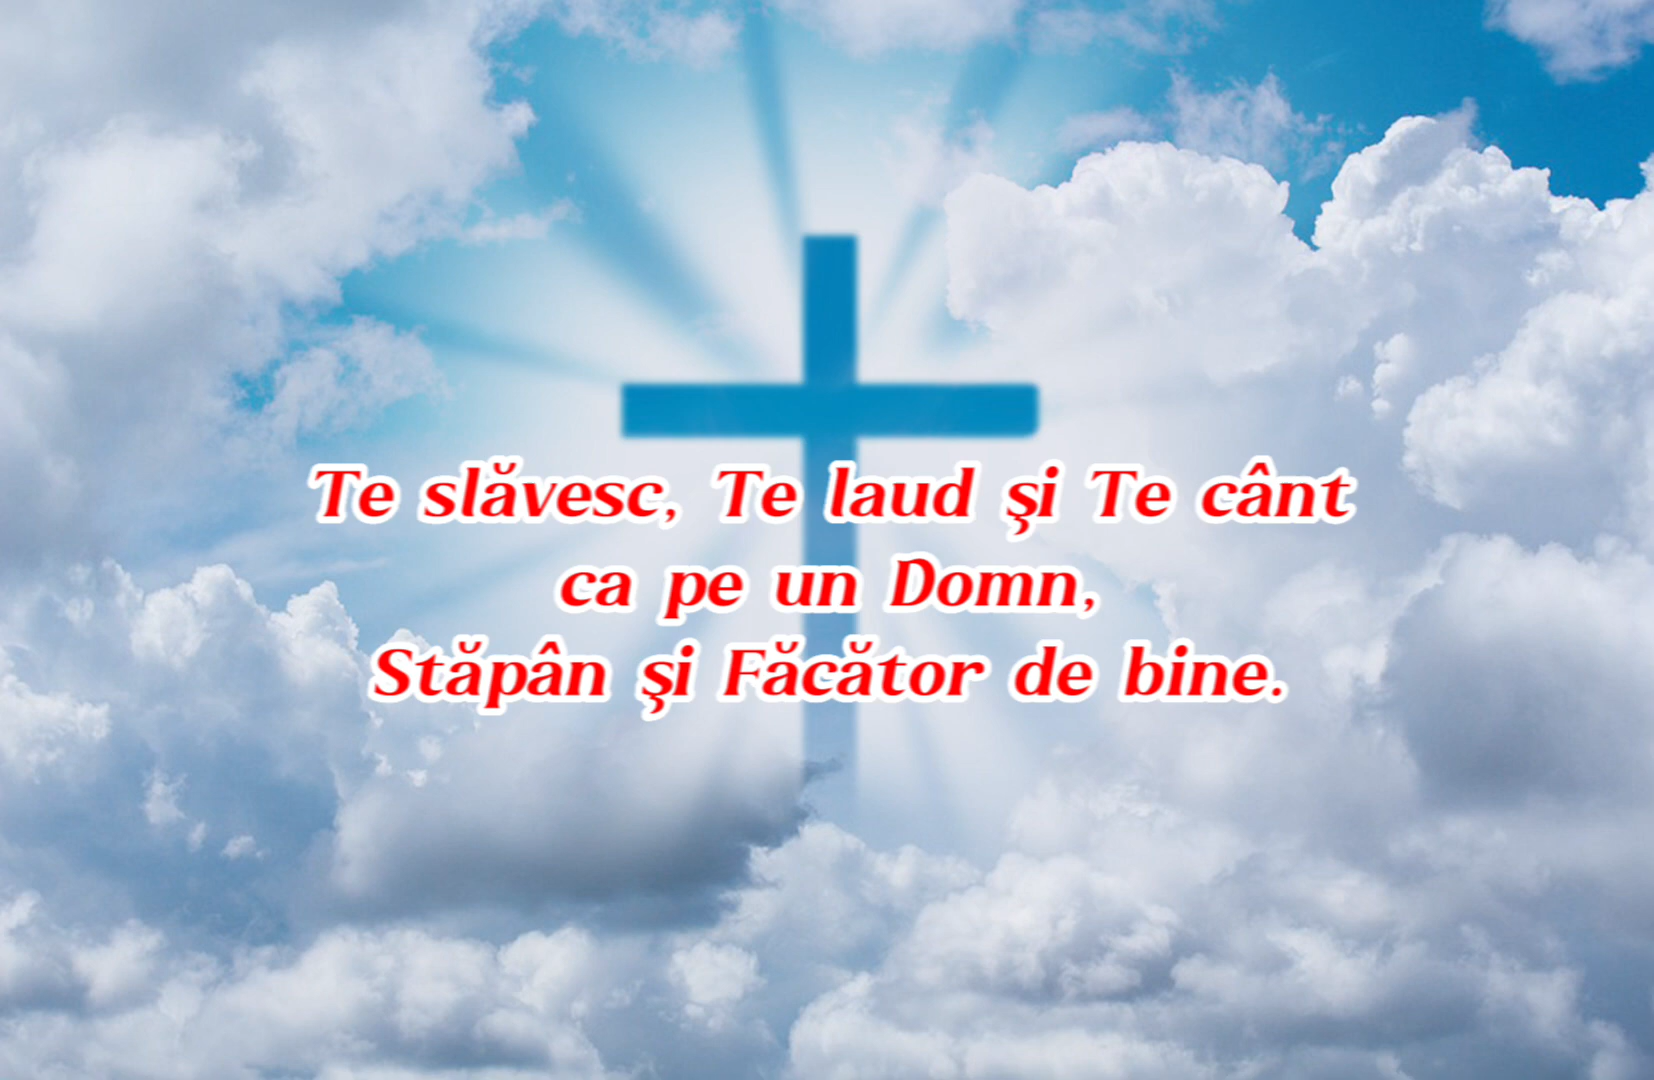 Te slăvesc, Te laud şi Te cânt
ca pe un Domn,
Stăpân şi Făcător de bine.